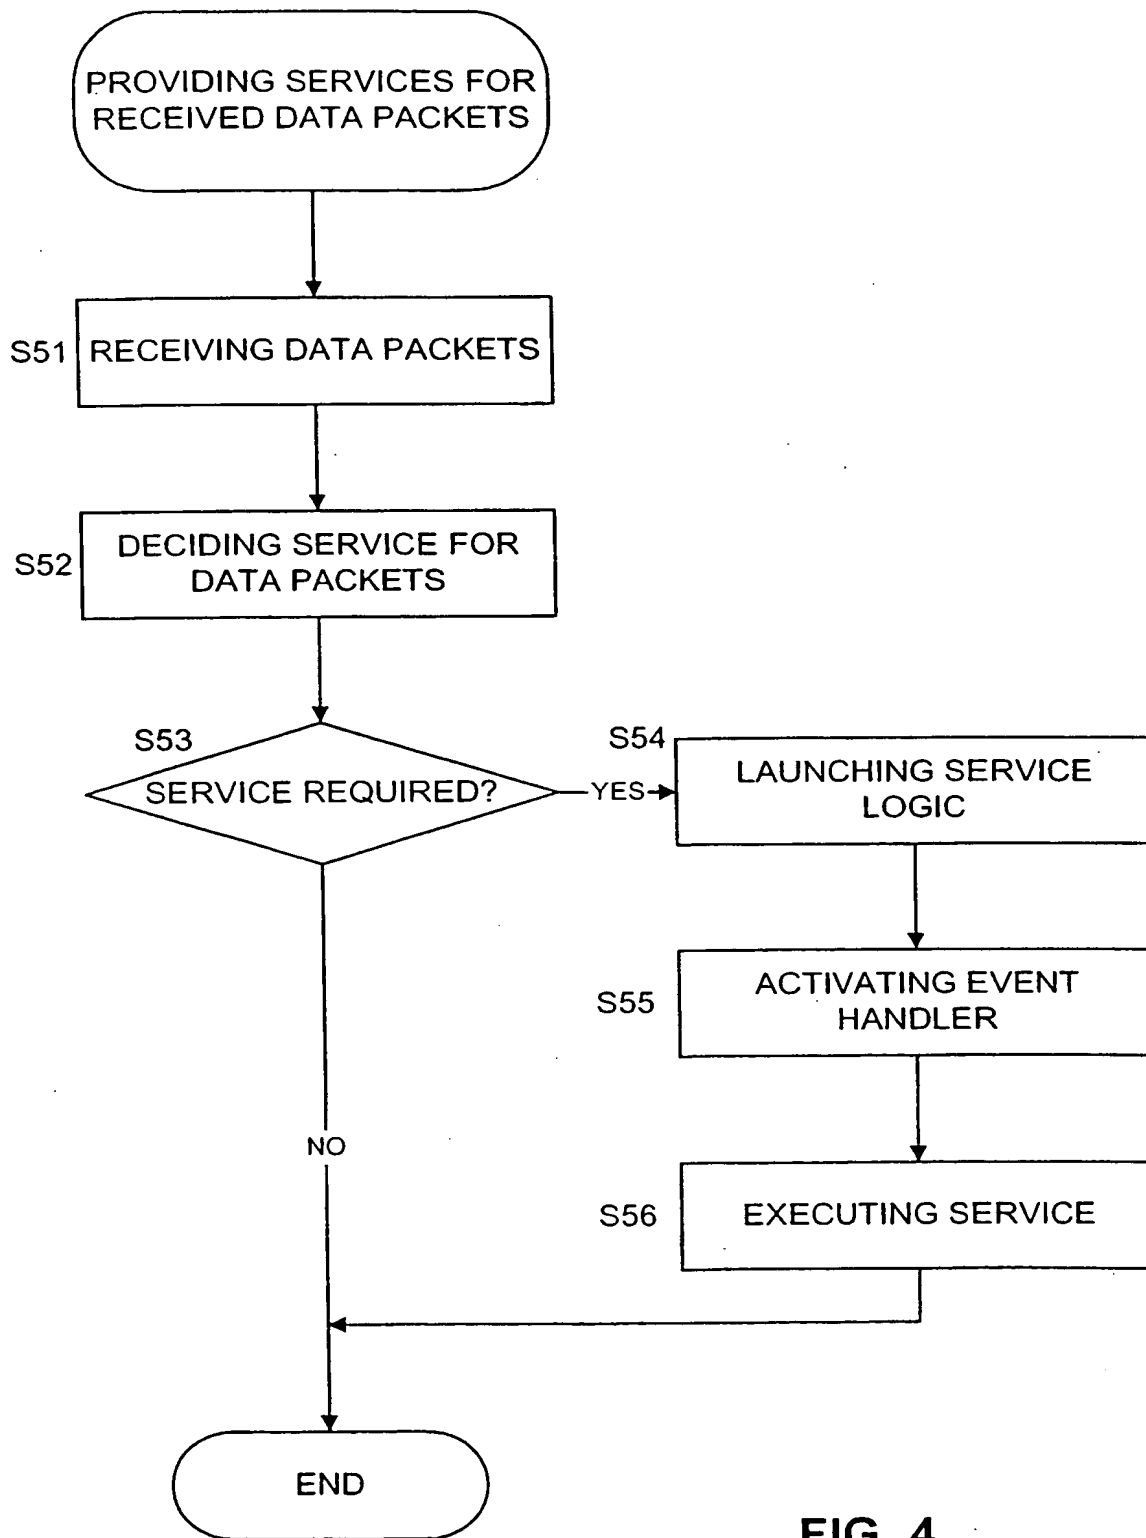 PROVIDING SERVICES FOR
RECEIVED DATA PACKETS
S51
RECEIVING DATA PACKETS
S52
DECIDING SERVICE FOR
DATA PACKETS
S53
SERVICE REQUIRED?
YES
S54
LAUNCHING SERVICE
LOGIC
S55
ACTIVATING EVENT
HANDLER
NO
S56
EXECUTING SERVICE
END
FIG. 4